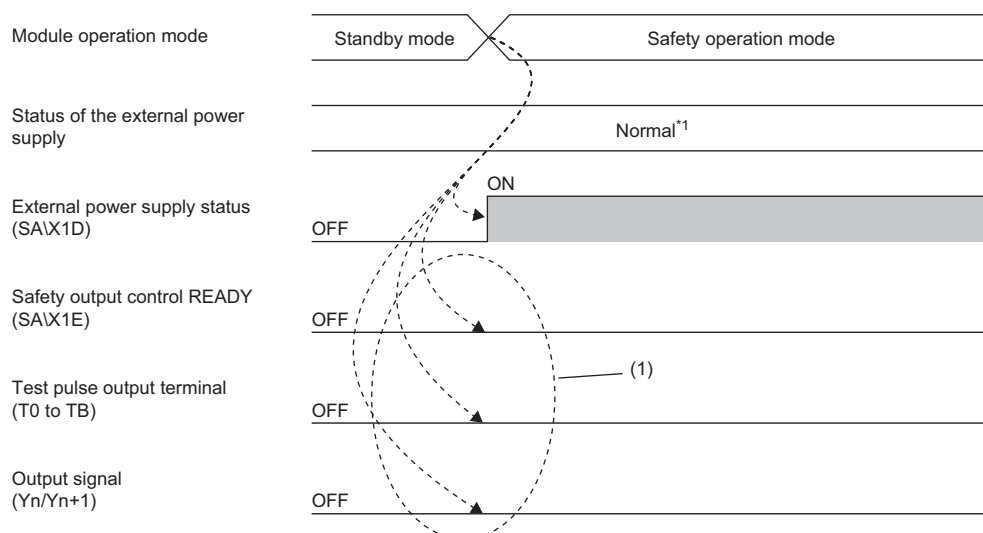 Module operation mode
Standby mode
Safety operation mode
Status of the external power
supply
Normal*1
External power supply status
(SA\X1D)
ON
OFF
Safety output control READY
(SA\X1E)
OFF
(1)
Test pulse output terminal
(T0 to TB)
OFF
Output signal
(Yn/Yn+1)
OFF